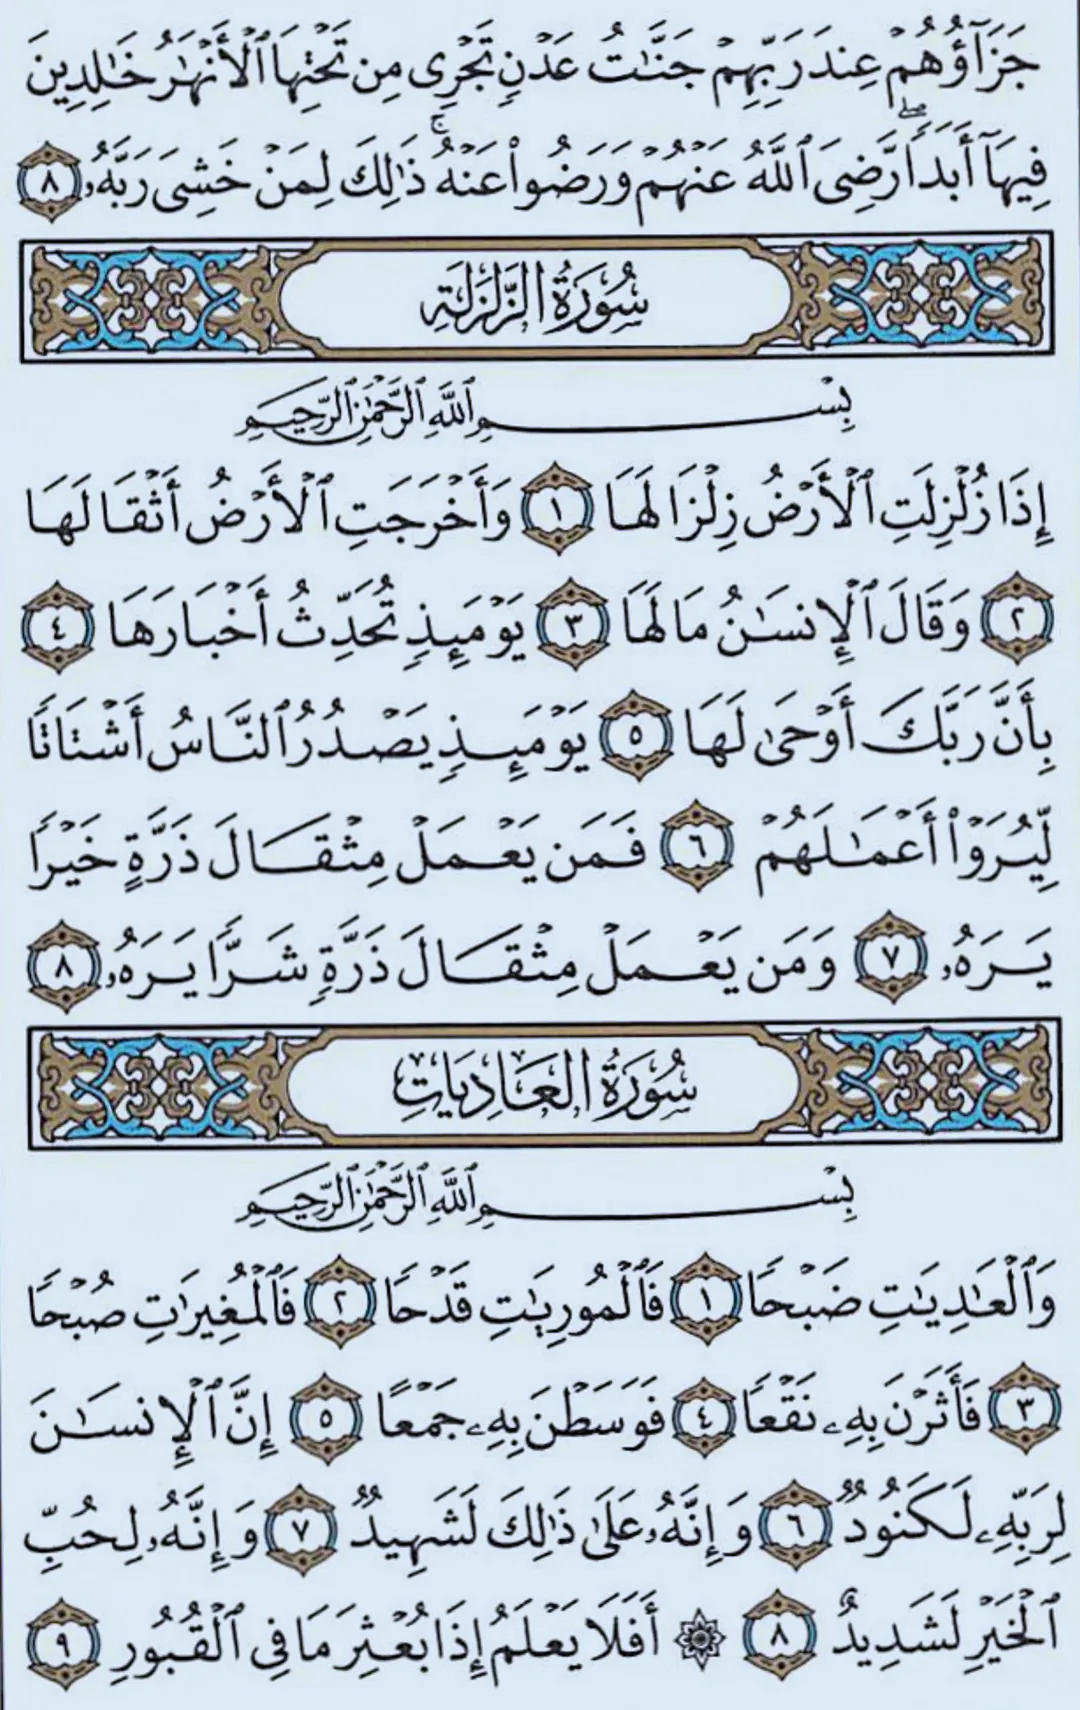 جَزَآؤُهُمۡ عِندَ رَبِّهِمۡ جَنَّٰتُ عَدۡنٖ تَجۡرِي مِن تَحۡتِهَا ٱلۡأَنۡهَٰرُ خَٰلِدِينَ
فِيهَآ أَبَدٗاۖ رَّضِيَ ٱللَّهُ عَنۡهُمۡ وَرَضُواْ عَنۡهُۚ ذَٰلِكَ لِمَنۡ خَشِيَ رَبَّهُۥ ٨
سُورَةُ الزَّلْزَلَةِ
بِسۡمِ ٱللَّهِ ٱلرَّحۡمَٰنِ ٱلرَّحِيمِ
إِذَا زُلۡزِلَتِ ٱلۡأَرۡضُ زِلۡزَالَهَا ١ وَأَخۡرَجَتِ ٱلۡأَرۡضُ أَثۡقَالَهَا
٢ وَقَالَ ٱلۡإِنسَٰنُ مَا لَهَا ٣ يَوۡمَئِذٖ تُحَدِّثُ أَخۡبَارَهَا ٤
بِأَنَّ رَبَّكَ أَوۡحَىٰ لَهَا ٥ يَوۡمَئِذٖ يَصۡدُرُ ٱلنَّاسُ أَشۡتَاتٗا
لِّيُرَوۡاْ أَعۡمَٰلَهُمۡ ٦ فَمَن يَعۡمَلۡ مِثۡقَالَ ذَرَّةٍ خَيۡرٗا
يَرَهُۥ ٧ وَمَن يَعۡمَلۡ مِثۡقَالَ ذَرَّةٖ شَرّٗا يَرَهُۥ ٨
سُورَةُ العَادِيَاتِ
بِسۡمِ ٱللَّهِ ٱلرَّحۡمَٰنِ ٱلرَّحِيمِ
وَٱلۡعَٰدِيَٰتِ ضَبۡحٗا ١ فَٱلۡمُورِيَٰتِ قَدۡحٗا ٢ فَٱلۡمُغِيرَٰتِ صُبۡحٗا
٣ فَأَثَرۡنَ بِهِۦ نَقۡعٗا ٤ فَوَسَطۡنَ بِهِۦ جَمۡعًا ٥ إِنَّ ٱلۡإِنسَٰنَ
لِرَبِّهِۦ لَكَنُودٞ ٦ وَإِنَّهُۥ عَلَىٰ ذَٰلِكَ لَشَهِيدٞ ٧ وَإِنَّهُۥ لِحُبِّ
ٱلۡخَيۡرِ لَشَدِيدٌ ٨ ۞ أَفَلَا يَعۡلَمُ إِذَا بُعۡثِرَ مَا فِي ٱلۡقُبُورِ ٩